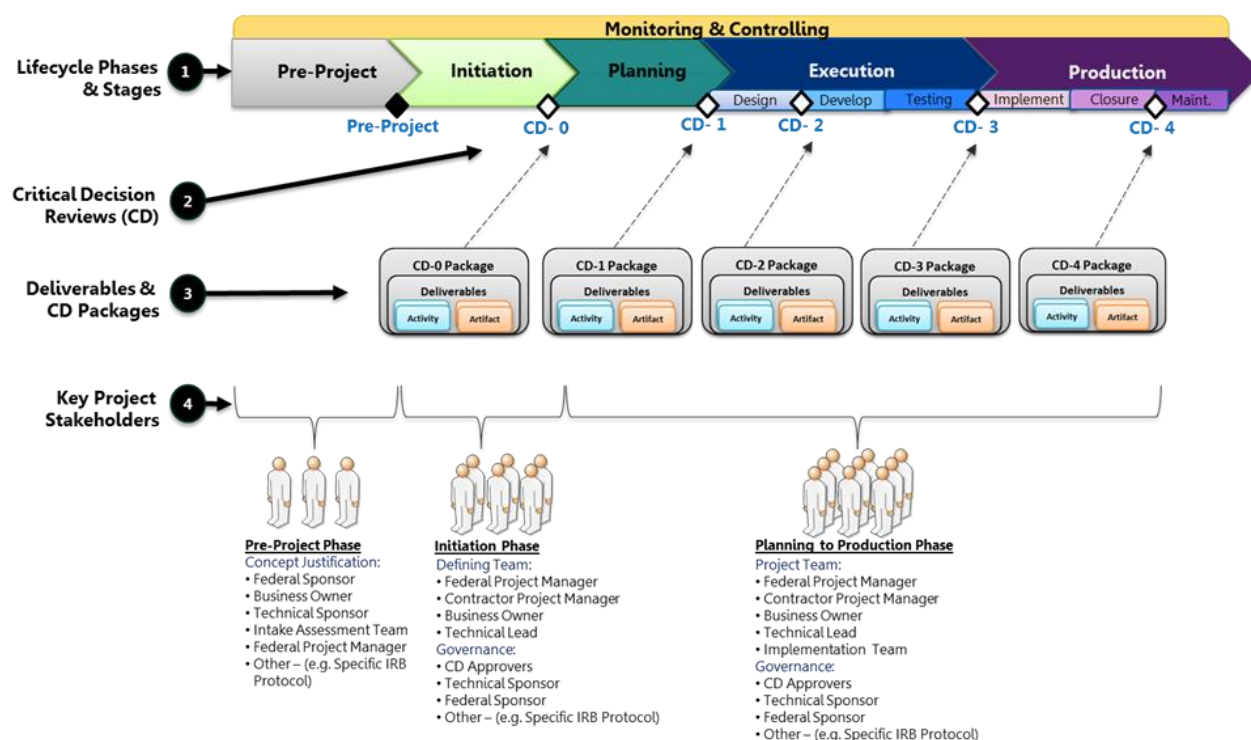 Monitoring & Controlling
Lifecycle Phases
& Stages
1
Pre-Project
Initiation
Planning
Execution
Production
Design
Develop
Testing
Implement
Closure
Maint.
Pre-Project
CD- 0
CD- 1
CD- 2
CD- 3
CD- 4
Critical Decision
Reviews (CD)
2
Deliverables &
CD Packages
3
CD-0 Package
Deliverables
Activity
Artifact
CD-1 Package
Deliverables
Activity
Artifact
CD-2 Package
Deliverables
Activity
Artifact
CD-3 Package
Deliverables
Activity
Artifact
CD-4 Package
Deliverables
Activity
Artifact
Key Project
Stakeholders
4
Pre-Project Phase
Concept Justification:
• Federal Sponsor
• Business Owner
• Technical Sponsor
• Intake Assessment Team
• Federal Project Manager
• Other – (e.g. Specific IRB
Protocol)
Initiation Phase
Defining Team:
• Federal Project Manager
• Contractor Project Manager
• Business Owner
• Technical Lead
Governance:
• CD Approvers
• Technical Sponsor
• Federal Sponsor
• Other – (e.g. Specific IRB Protocol)
Planning to Production Phase
Project Team:
• Federal Project Manager
• Contractor Project Manager
• Business Owner
• Technical Lead
• Implementation Team
Governance:
• CD Approvers
• Technical Sponsor
• Federal Sponsor
• Other – (e.g. Specific IRB Protocol)